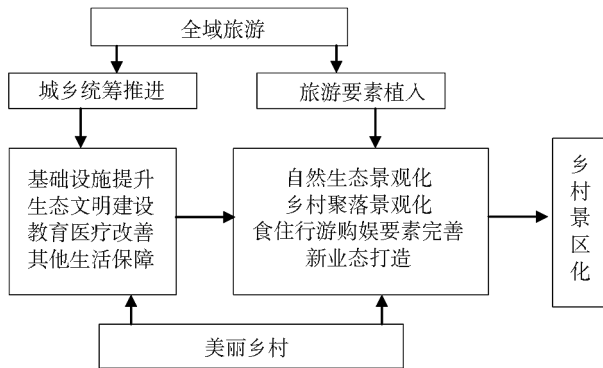 全域旅游
城乡统筹推进
旅游要素植入
基础设施提升
生态文明建设
教育医疗改善
其他生活保障
自然生态景观化
乡村聚落景观化
食住行游购娱要素完善
新业态打造
乡村景区化
美丽乡村